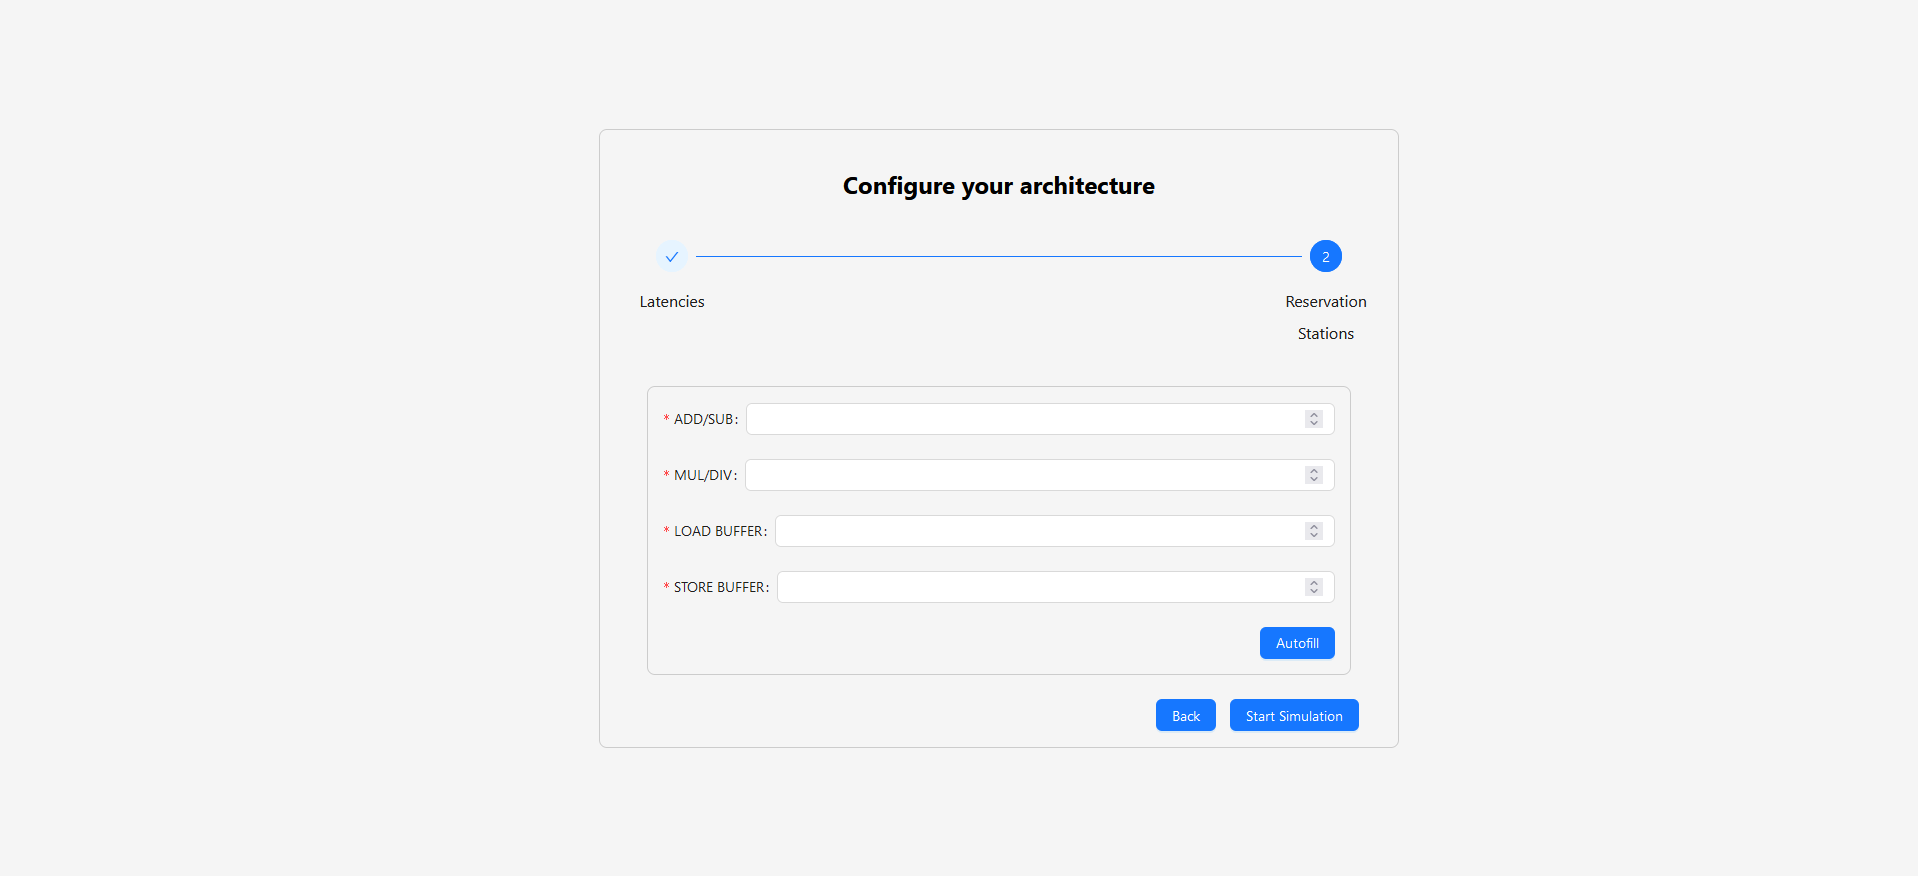 Configure your architecture
2
Latencies
Reservation
Stations
* ADD/SUB:
* MUL/DIV:
* LOAD BUFFER:
* STORE BUFFER:
Autofill
Back Start Simulation